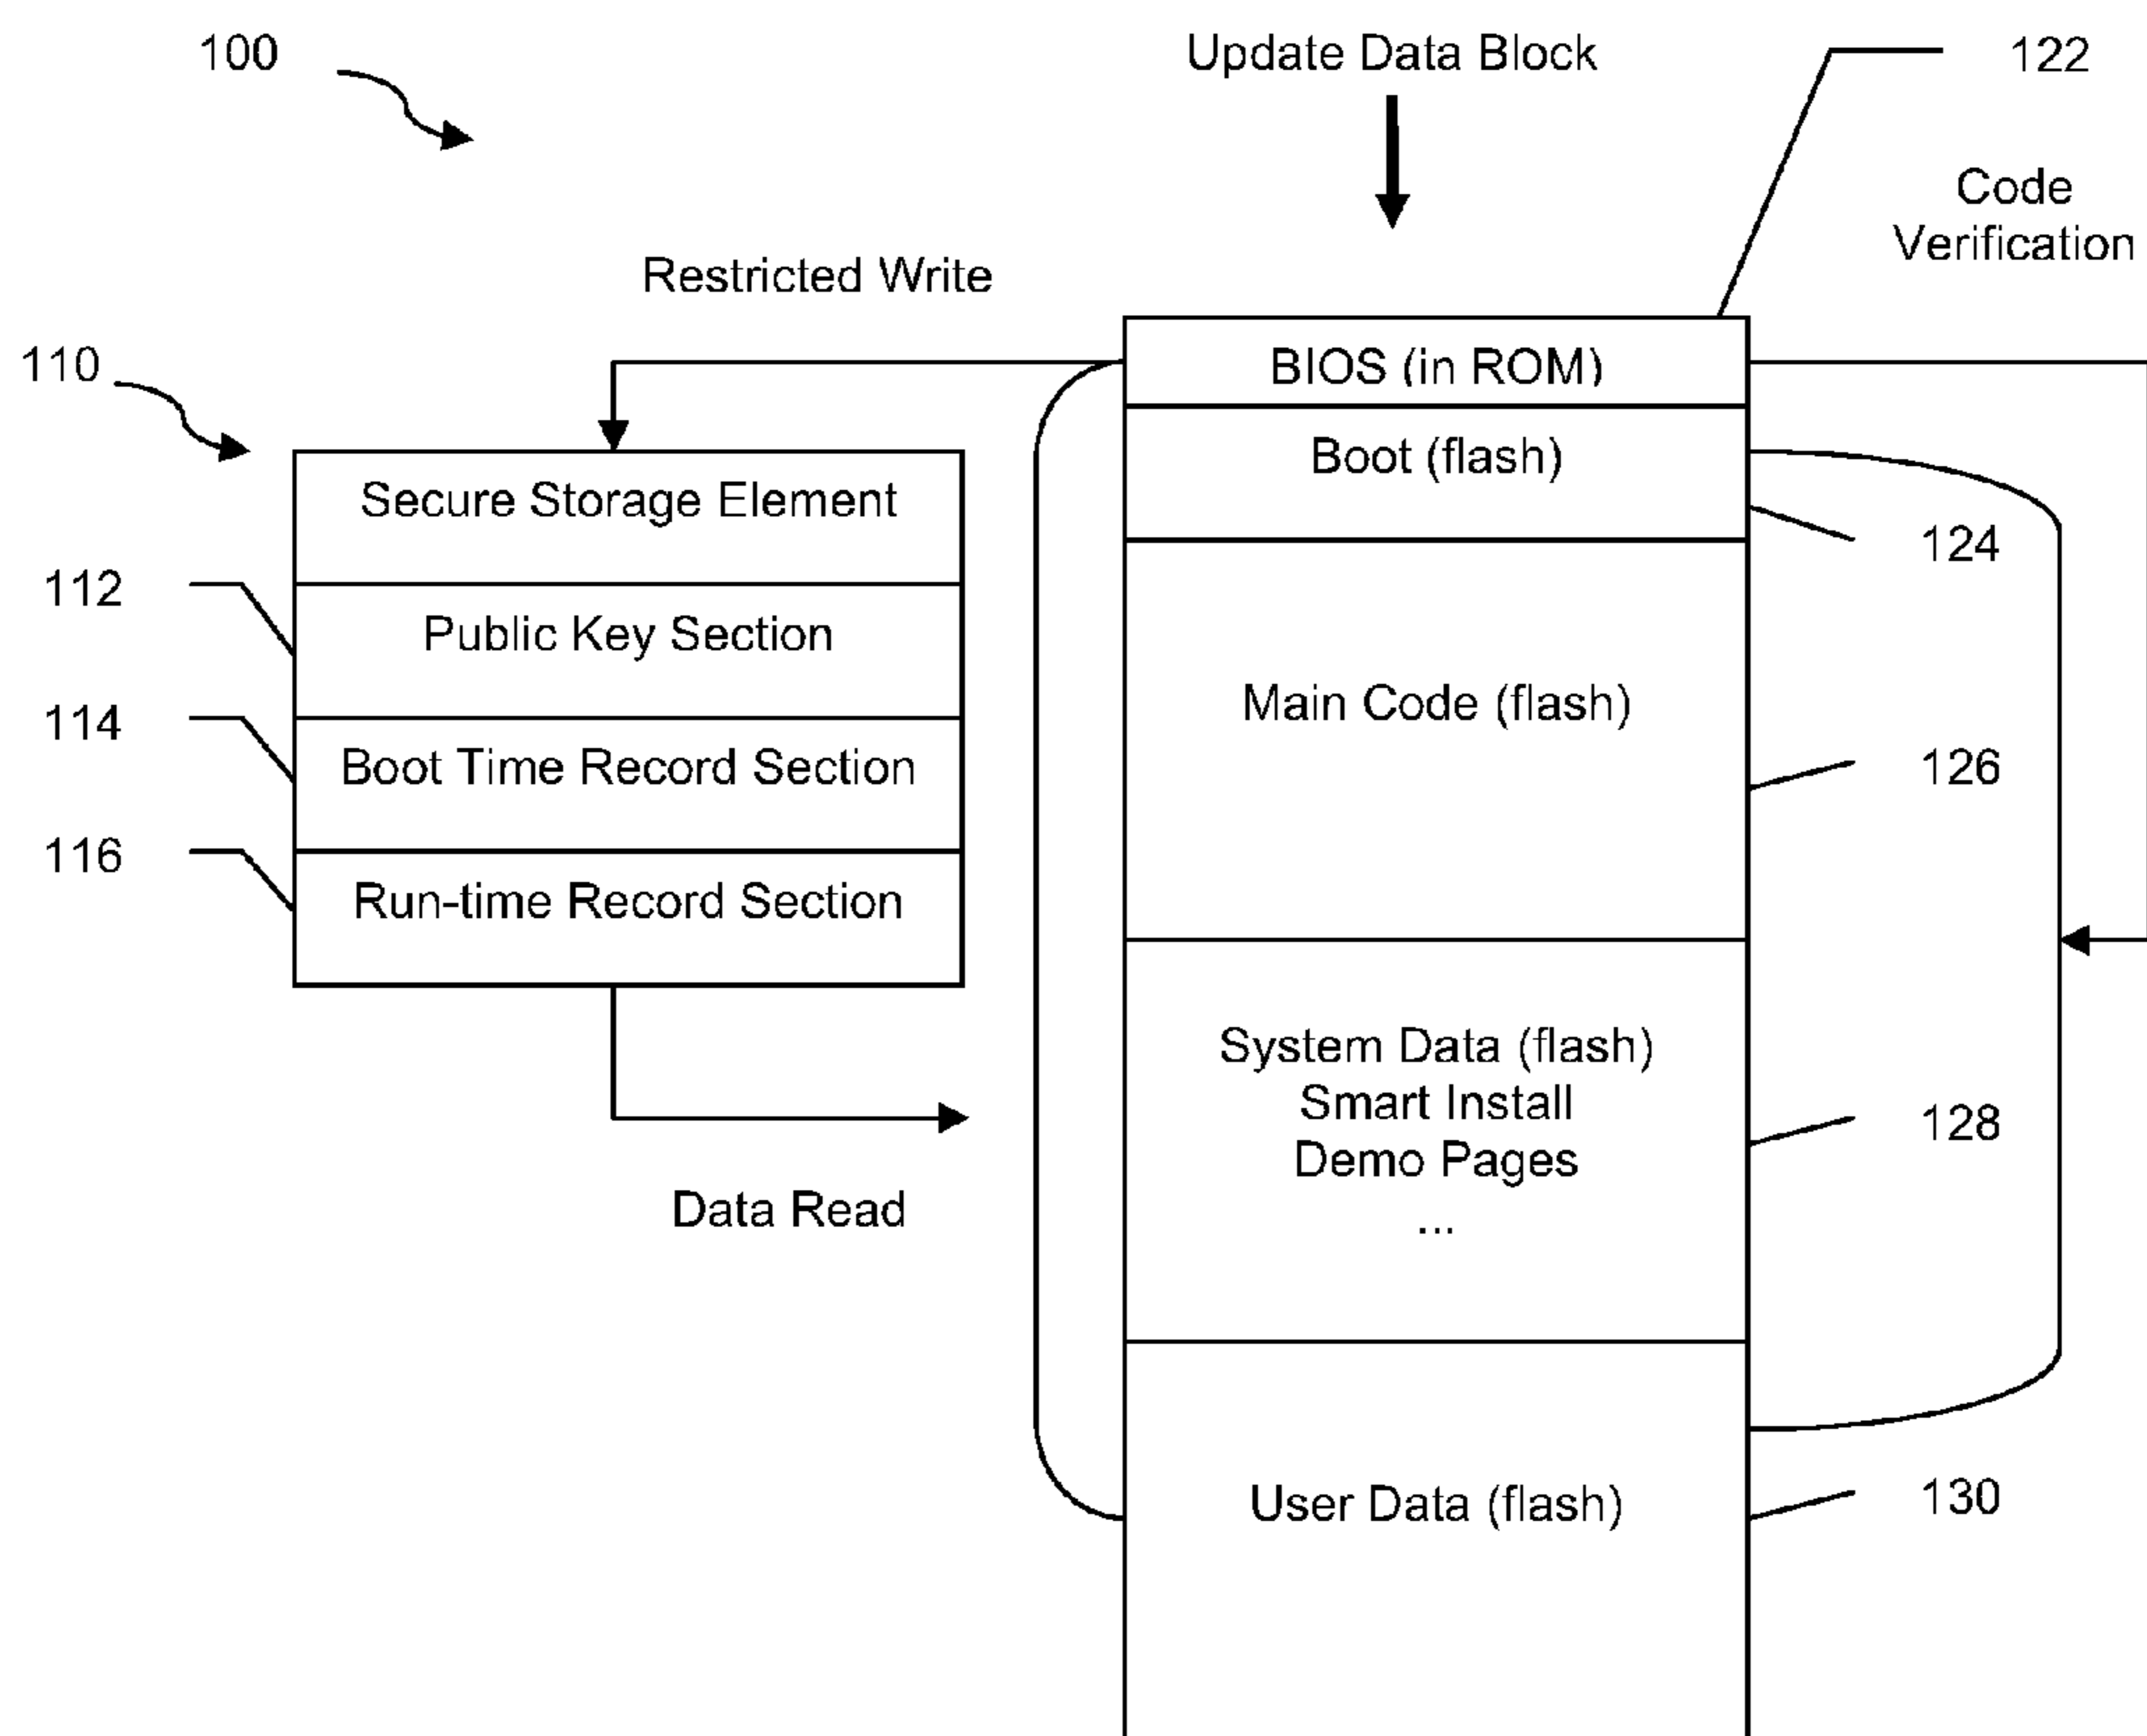 100
Update Data Block
122
Code
Verification
Restricted Write
110
BIOS (in ROM)
Boot (flash)
Secure Storage Element
124
112
Public Key Section
Main Code (flash)
114
Boot Time Record Section
126
116
Run-time Record Section
System Data (flash)
Smart Install
Demo Pages
...
128
Data Read
User Data (flash)
130